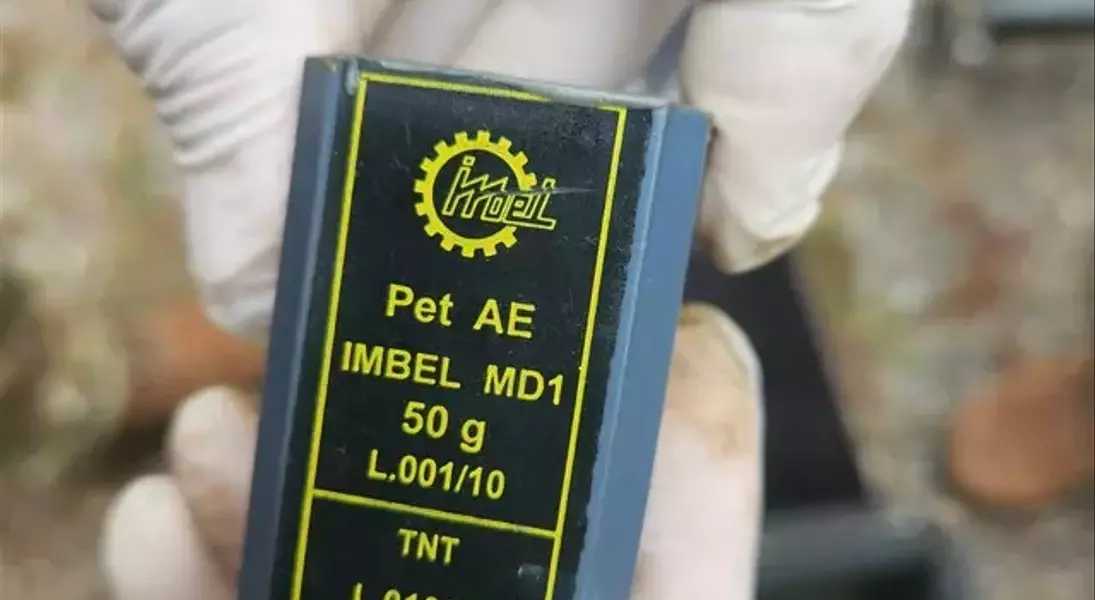 imbel
Pet AE
IMBEL MD1
50 g
L.001/10
TNT